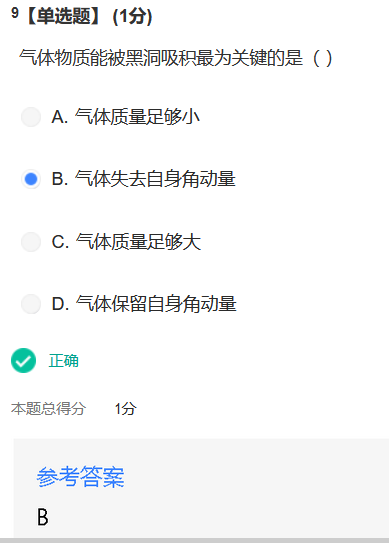 9【单选题】 (1分)
气体物质能被黑洞吸积最为关键的是（ ）
A. 气体质量足够小
B. 气体失去自身角动量
C. 气体质量足够大
D. 气体保留自身角动量
正确
本题总得分 1分
参考答案
B